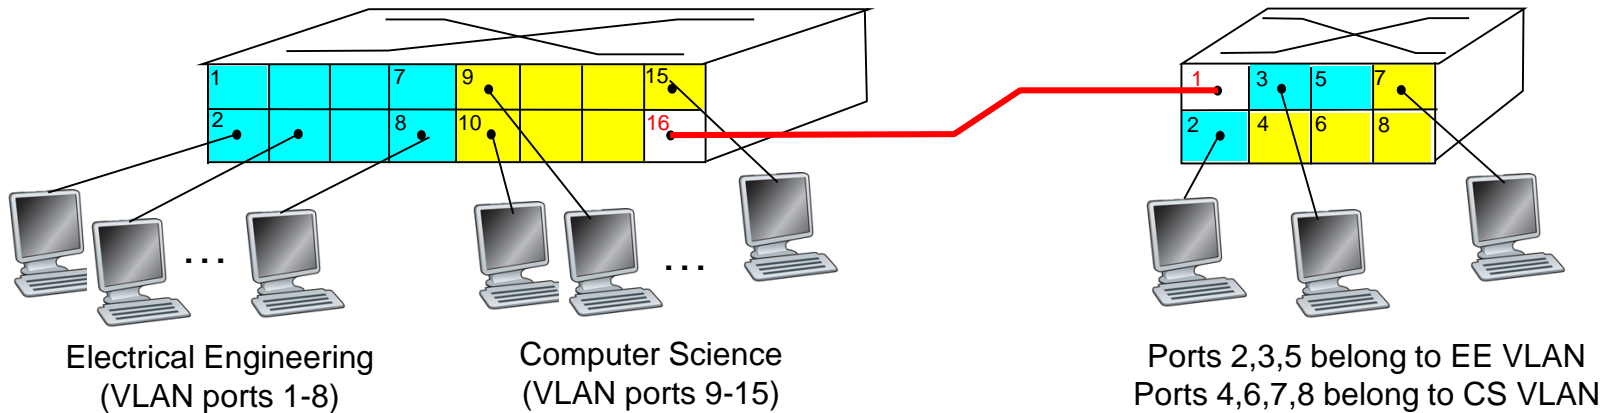 1 7 9 15
2 8 10 16
1 3 5 7
2 4 6 8
... ...
Electrical Engineering
(VLAN ports 1-8)
Computer Science
(VLAN ports 9-15)
Ports 2,3,5 belong to EE VLAN
Ports 4,6,7,8 belong to CS VLAN